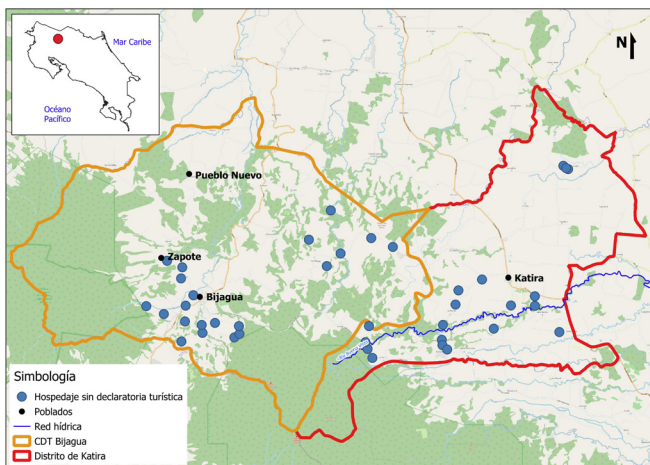 Mar Caribe
Océano
Pacífico
N
Pueblo Nuevo
Zapote
Bijagua
Katira
Simbología
Hospedaje sin declaratoria turística
Poblados
Red hídrica
CDT Bijagua
Distrito de Katira